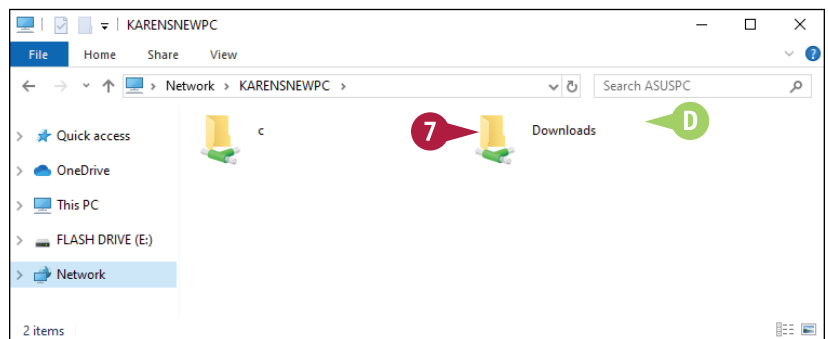 KARENSNEWPC
File Home Share View
Network > KARENSNEWPC > Search ASUSPC
c 7 Downloads D
Quick access
OneDrive
This PC
FLASH DRIVE (E:)
Network
2 items